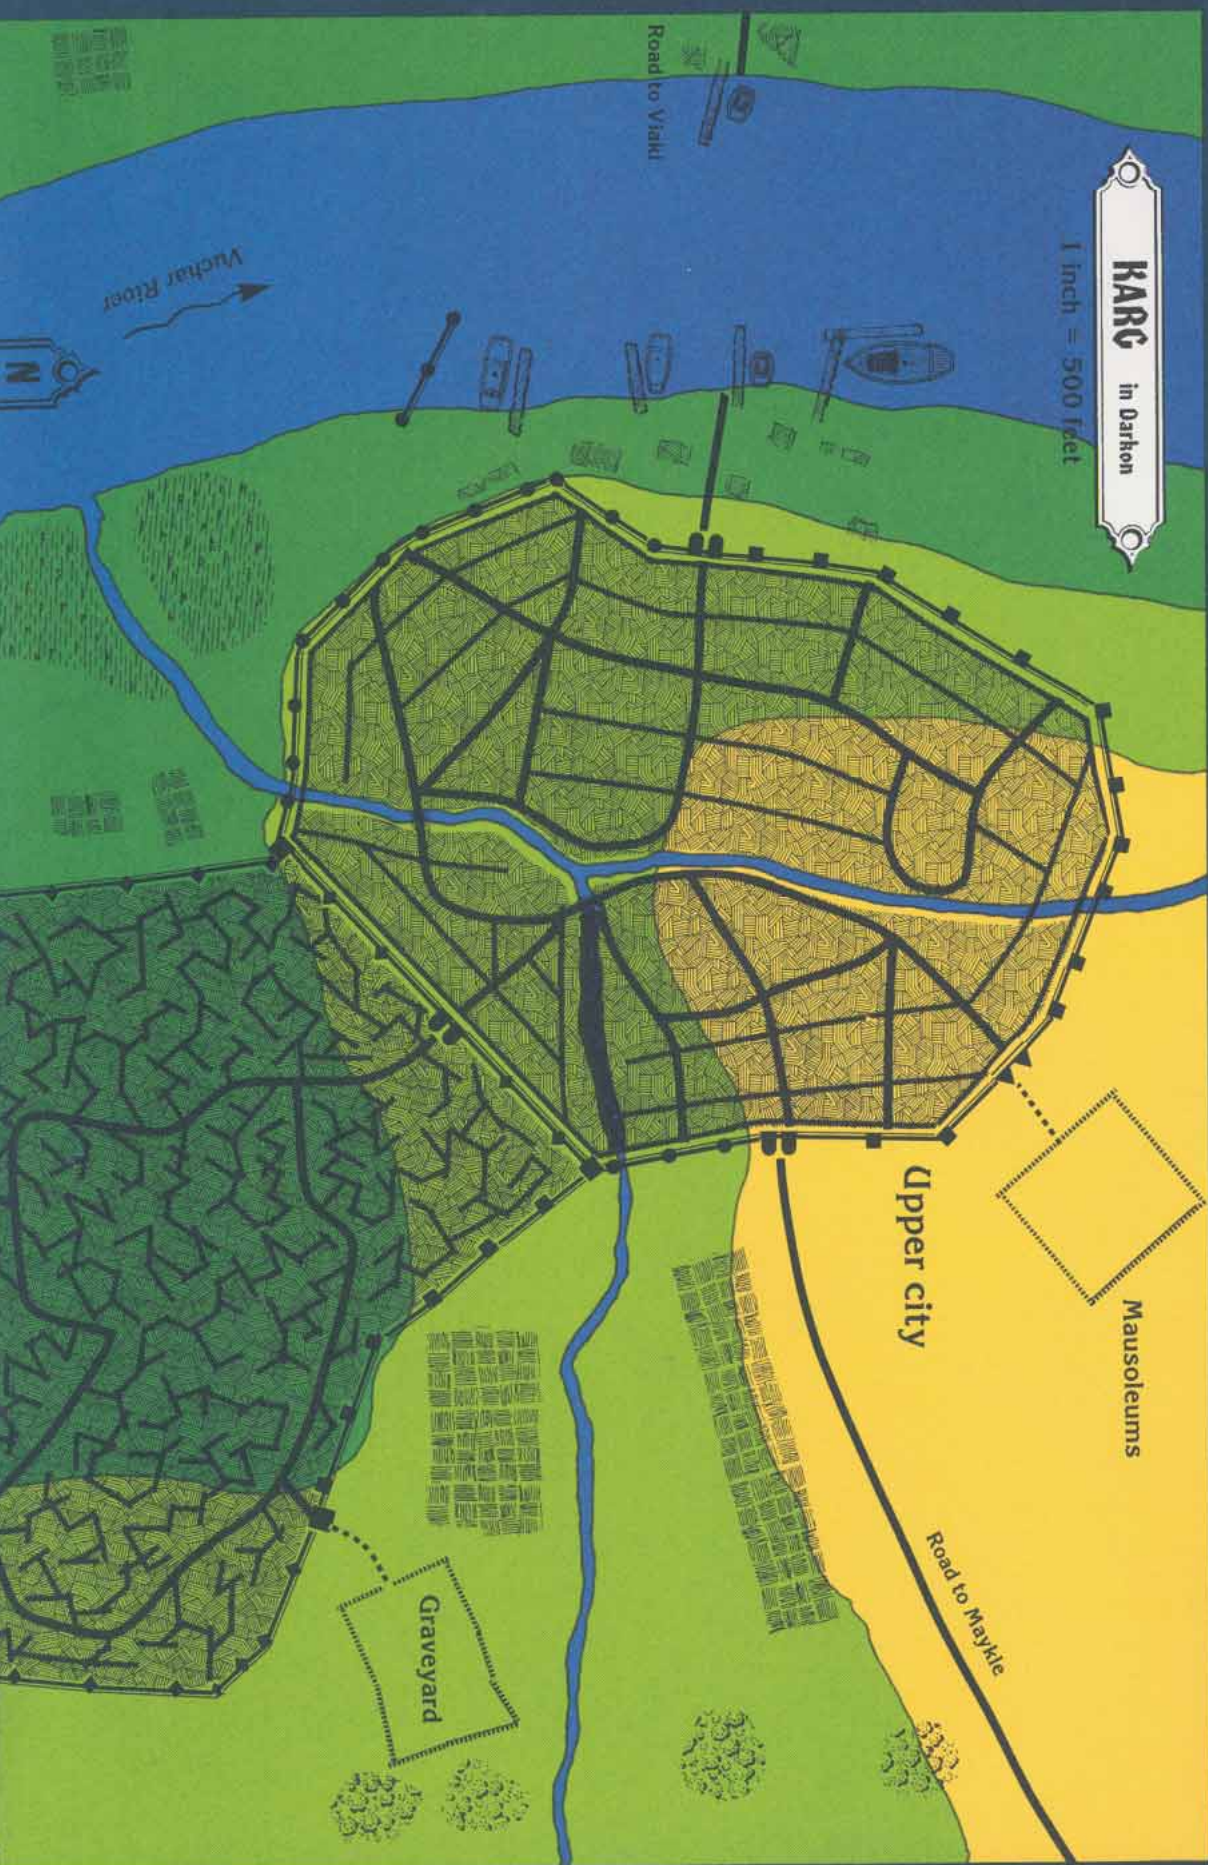 KARG in Darkon
1 inch = 500 feet
Road to Viaki
Vuchar River
N
Upper city
Mausoleums
Road to Maykle
Graveyard